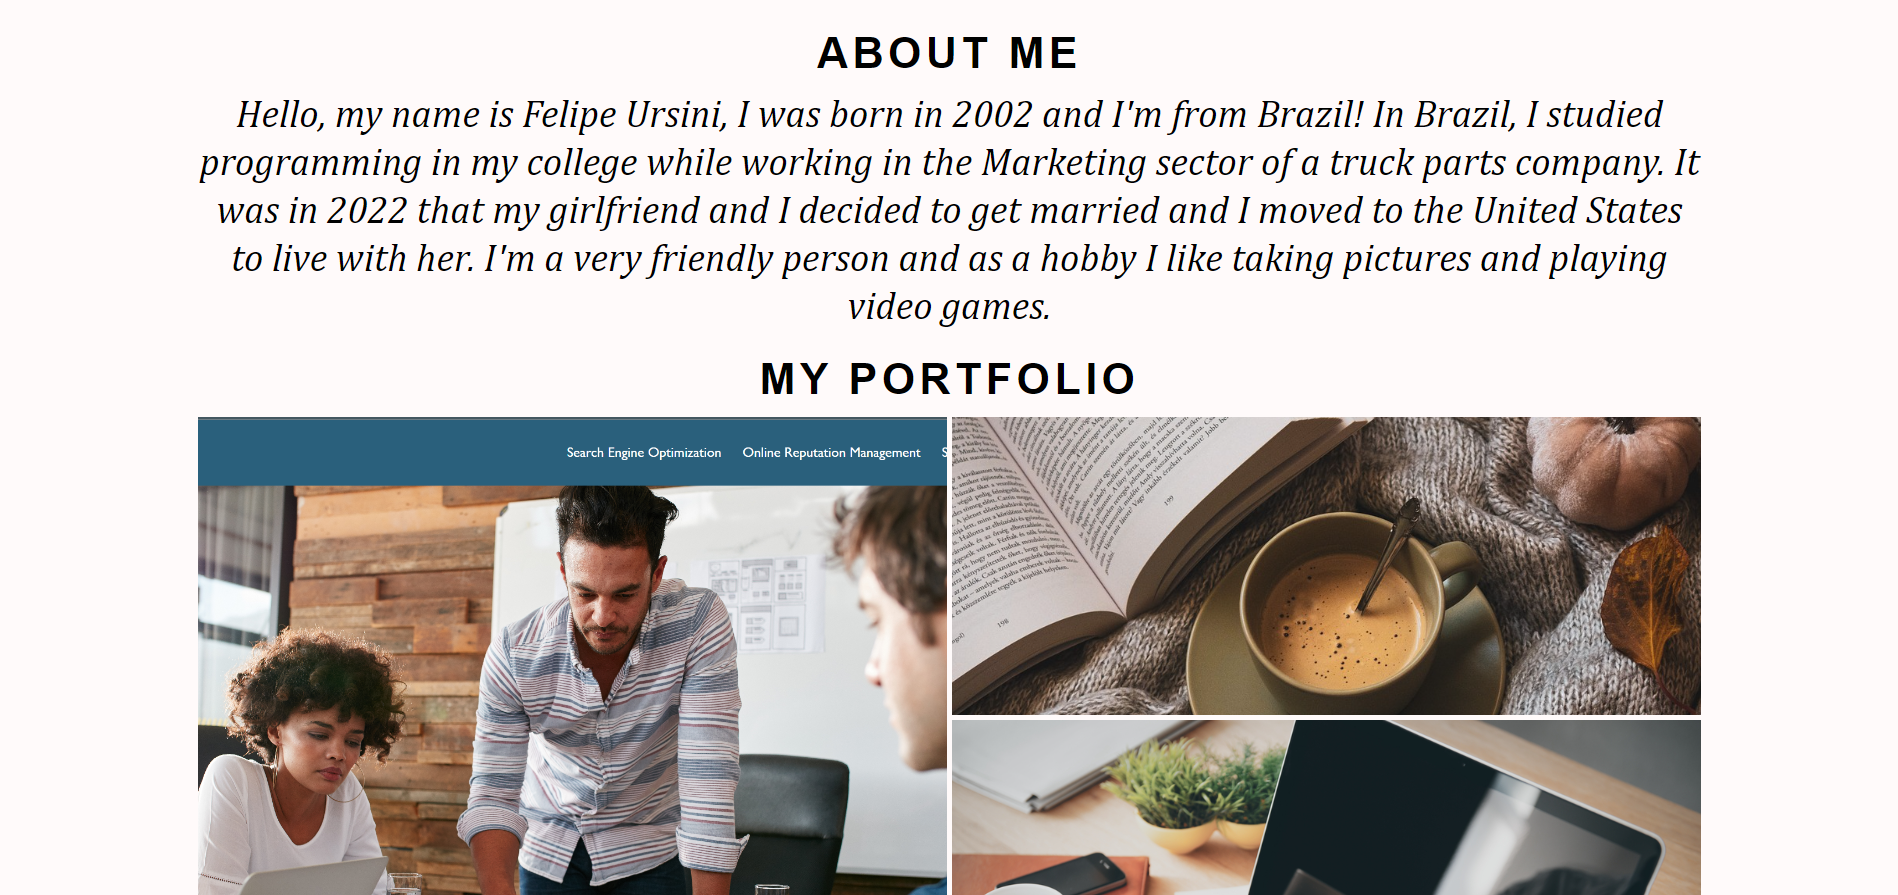 ABOUT ME
Hello, my name is Felipe Ursini, I was born in 2002 and I'm from Brazil! In Brazil, I studied
programming in my college while working in the Marketing sector of a truck parts company. It
was in 2022 that my girlfriend and I decided to get married and I moved to the United States
to live with her. I'm a very friendly person and as a hobby I like taking pictures and playing
video games.
MY PORTFOLIO
Search Engine Optimization Online Reputation Management S
199
198